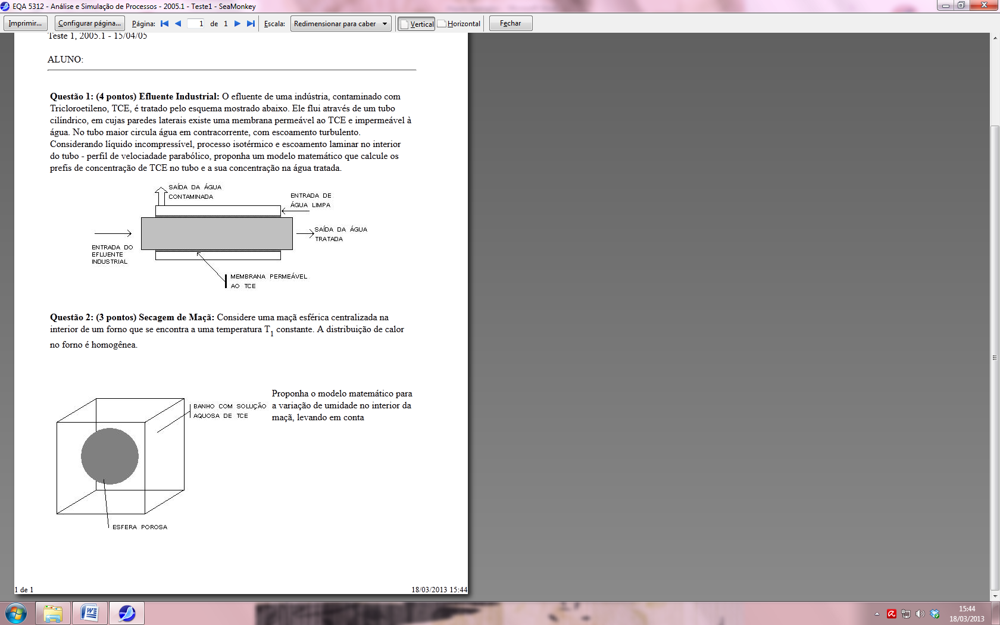 EQA 5312 - Análise e Simulação de Processos - 2005.1 - Teste1 - SeaMonkey
Imprimir... Configurar página... Página: 1 de 1 Escala: Redimensionar para caber Vertical Horizontal Fechar
Teste 1, 2005.1 - 15/04/05
ALUNO:
Questão 1: (4 pontos) Efluente Industrial: O efluente de uma indústria, contaminado com
Tricloroetileno, TCE, é tratado pelo esquema mostrado abaixo. Ele flui através de um tubo
cilíndrico, em cujas paredes laterais existe uma membrana permeável ao TCE e impermeável à
água. No tubo maior circula água em contracorrente, com escoamento turbulento.
Considerando líquido incompressível, processo isotérmico e escoamento laminar no interior
do tubo - perfil de velociadade parabólico, proponha um modelo matemático que calcule os
prefis de concentração de TCE no tubo e a sua concentração na água tratada.
SAÍDA DA ÁGUA
CONTAMINADA
ENTRADA DE
ÁGUA LIMPA
SAÍDA DA ÁGUA
TRATADA
ENTRADA DO
EFLUENTE
INDUSTRIAL
MEMBRANA PERMEÁVEL
AO TCE
Questão 2: (3 pontos) Secagem de Maçã: Considere uma maçã esférica centralizada na
interior de um forno que se encontra a uma temperatura T1 constante. A distribuição de calor
no forno é homogênea.
BANHO COM SOLUÇÃO
AQUOSA DE TCE
Proponha o modelo matemático para
a variação de umidade no interior da
maçã, levando em conta
ESFERA POROSA
1 de 1
18/03/2013 15:44
15:44
18/03/2013